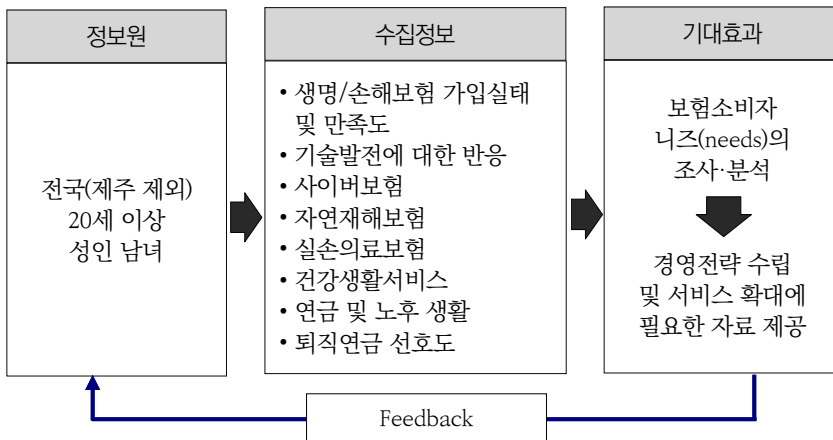 정보원
전국(제주 제외)
20세 이상
성인 남녀
수집정보
• 생명/손해보험 가입실태
및 만족도
• 기술발전에 대한 반응
• 사이버보험
• 자연재해보험
• 실손의료보험
• 건강생활서비스
• 연금 및 노후 생활
• 퇴직연금 선호도
기대효과
보험소비자
니즈(needs)의
조사·분석
경영전략 수립
및 서비스 확대에
필요한 자료 제공
Feedback